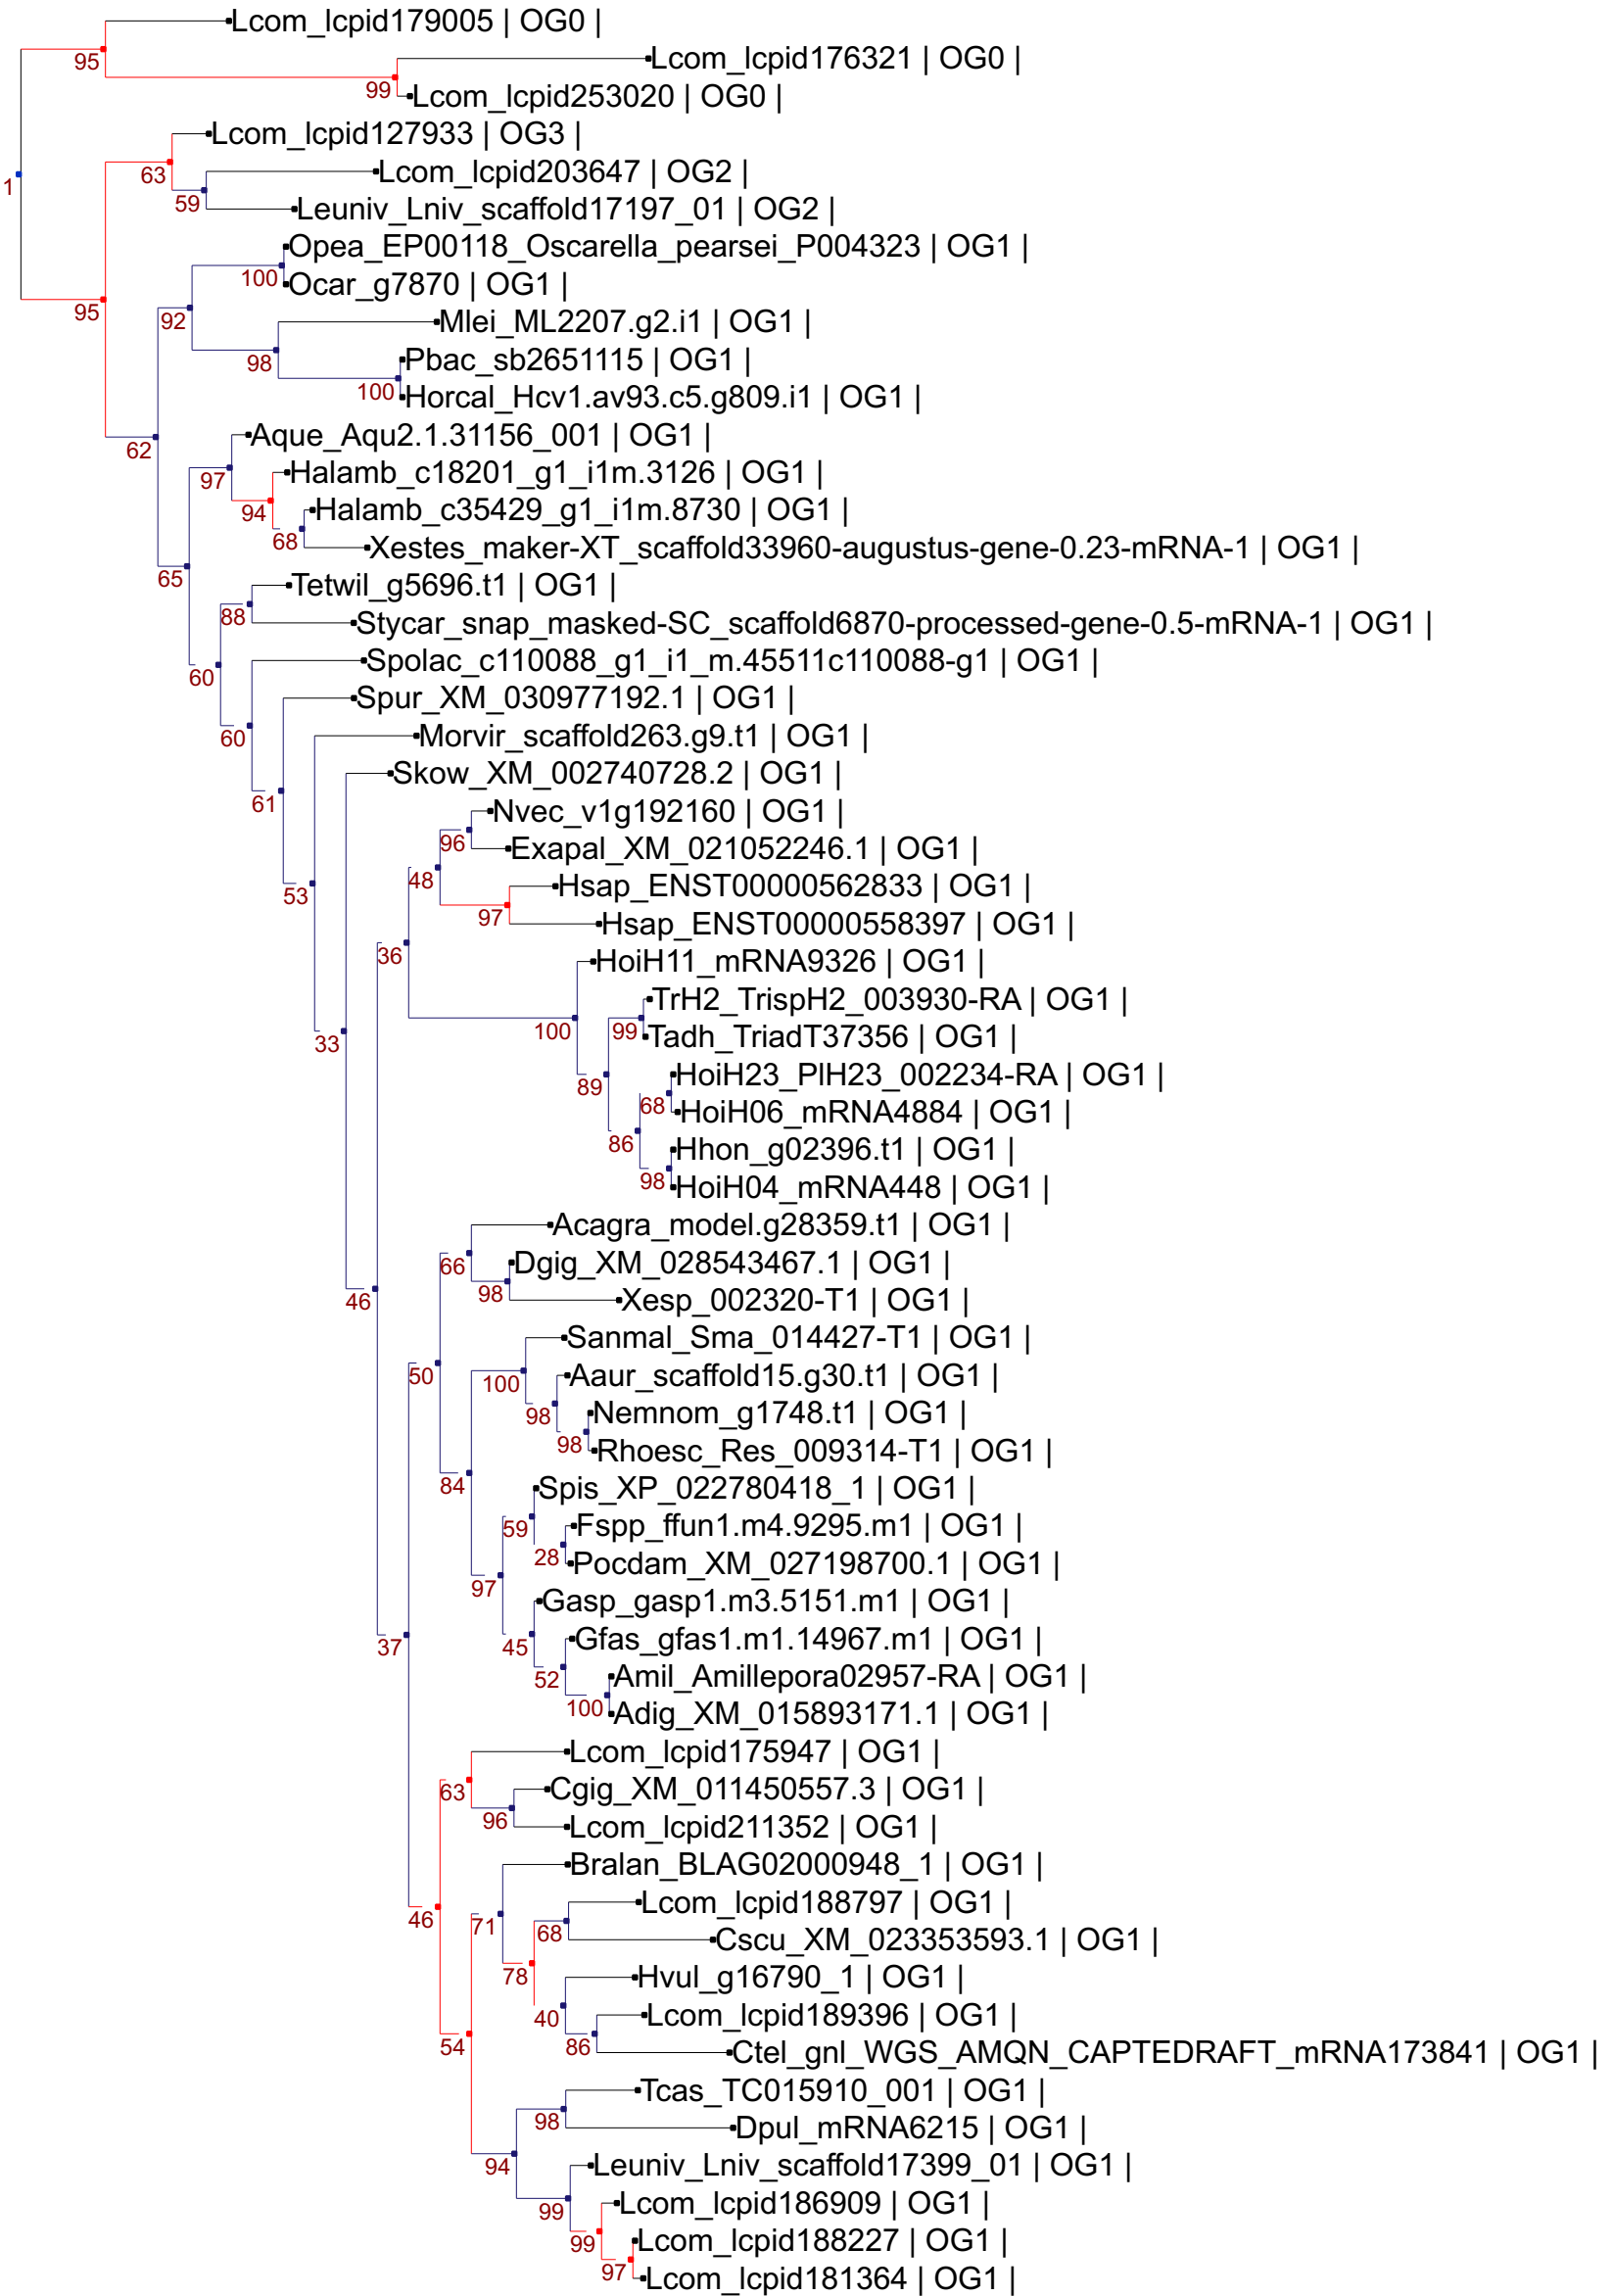 Lcom_lcpid179005 | OG0 |
95
Lcom_lcpid176321 | OG0 |
99
Lcom_lcpid253020 | OG0 |
Lcom_lcpid127933 | OG3 |
1
63
Lcom_lcpid203647 | OG2 |
59
Leuniv_Lniv_scaffold17197_01 | OG2 |
Opea_EP00118_Oscarella_pearsei_P004323 | OG1 |
100
Ocar_g7870 | OG1 |
95
92
Mlei_ML2207.g2.i1 | OG1 |
98
Pbac_sb2651115 | OG1 |
100
Horcal_Hcv1.av93.c5.g809.i1 | OG1 |
Aque_Aqu2.1.31156_001 | OG1 |
62
97
Halamb_c18201_g1_i1m.3126 | OG1 |
94
Halamb_c35429_g1_i1m.8730 | OG1 |
68
Xestes_maker-XT_scaffold33960-augustus-gene-0.23-mRNA-1 | OG1 |
65
Tetwil_g5696.t1 | OG1 |
88
Stycar_snap_masked-SC_scaffold6870-processed-gene-0.5-mRNA-1 | OG1 |
Spolac_c110088_g1_i1_m.45511c110088-g1 | OG1 |
60
Spur_XM_030977192.1 | OG1 |
60
Morvir_scaffold263.g9.t1 | OG1 |
Skow_XM_002740728.2 | OG1 |
61
Nvec_v1g192160 | OG1 |
96
Exapal_XM_021052246.1 | OG1 |
48
Hsap_ENST00000562833 | OG1 |
53
97
Hsap_ENST00000558397 | OG1 |
36
HoiH11_mRNA9326 | OG1 |
TrH2_TrispH2_003930-RA | OG1 |
100
99
Tadh_TriadT37356 | OG1 |
33
HoiH23_PlH23_002234-RA | OG1 |
89
68
HoiH06_mRNA4884 | OG1 |
86
Hhon_g02396.t1 | OG1 |
98
HoiH04_mRNA448 | OG1 |
Acagra_model.g28359.t1 | OG1 |
66
Dgig_XM_028543467.1 | OG1 |
98
46
Xesp_002320-T1 | OG1 |
Sanmal_Sma_014427-T1 | OG1 |
50
100
Aaur_scaffold15.g30.t1 | OG1 |
98
Nemnom_g1748.t1 | OG1 |
98
Rhoesc_Res_009314-T1 | OG1 |
84
Spis_XP_022780418_1 | OG1 |
59
Fspp_ffun1.m4.9295.m1 | OG1 |
28
Pocdam_XM_027198700.1 | OG1 |
97
Gasp_gasp1.m3.5151.m1 | OG1 |
37
45
Gfas_gfas1.m1.14967.m1 | OG1 |
52
Amil_Amillepora02957-RA | OG1 |
100
Adig_XM_015893171.1 | OG1 |
Lcom_lcpid175947 | OG1 |
63
Cgig_XM_011450557.3 | OG1 |
96
Lcom_lcpid211352 | OG1 |
Bralan_BLAG02000948_1 | OG1 |
46
71
Lcom_lcpid188797 | OG1 |
68
Cscu_XM_023353593.1 | OG1 |
78
Hvul_g16790_1 | OG1 |
40
Lcom_lcpid189396 | OG1 |
54
86
Ctel_gnl_WGS_AMQN_CAPTEDRAFT_mRNA173841 | OG1 |
Tcas_TC015910_001 | OG1 |
98
Dpul_mRNA6215 | OG1 |
94
Leuniv_Lniv_scaffold17399_01 | OG1 |
99
Lcom_lcpid186909 | OG1 |
99
Lcom_lcpid188227 | OG1 |
97
Lcom_lcpid181364 | OG1 |